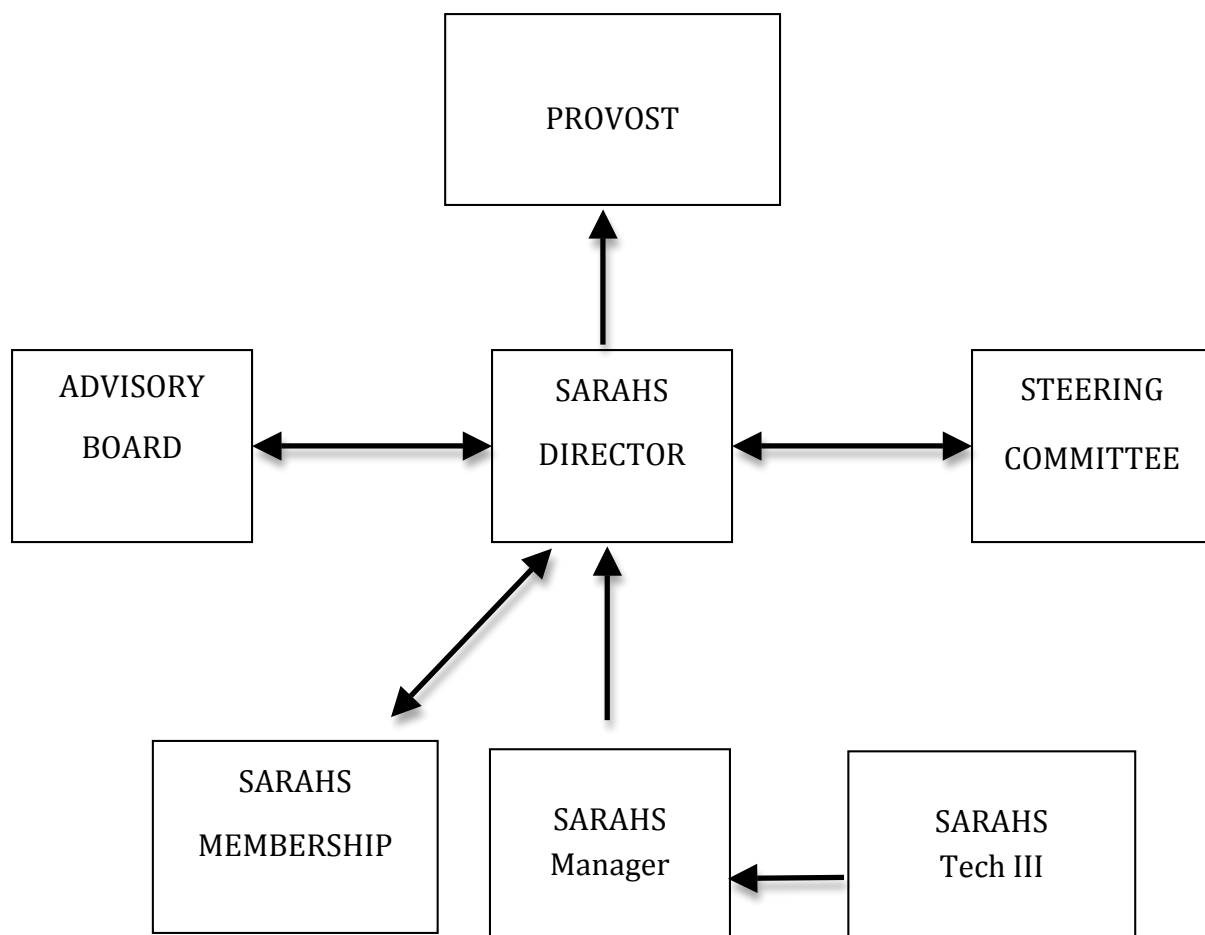 PROVOST
ADVISORY
BOARD
SARAHS
DIRECTOR
STEERING
COMMITTEE
SARAHS
MEMBERSHIP
SARAHS
Manager
SARAHS
Tech III